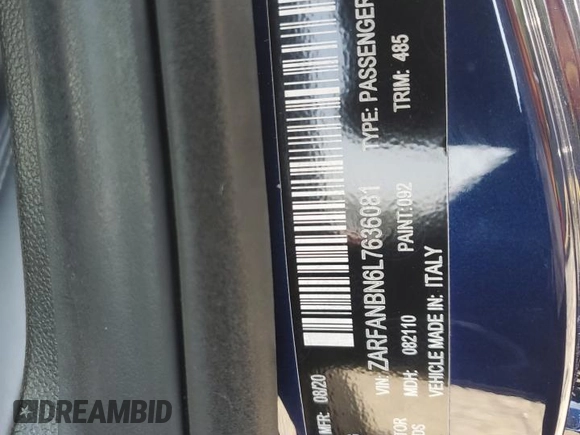 MFR: 08/20
VIN: ZARFANBN6L7636081 TYPE: PASSENGER
MDH: 082110 PAINT: 092 TRIM: 485
VEHICLE MADE IN: ITALY
DREAMBID